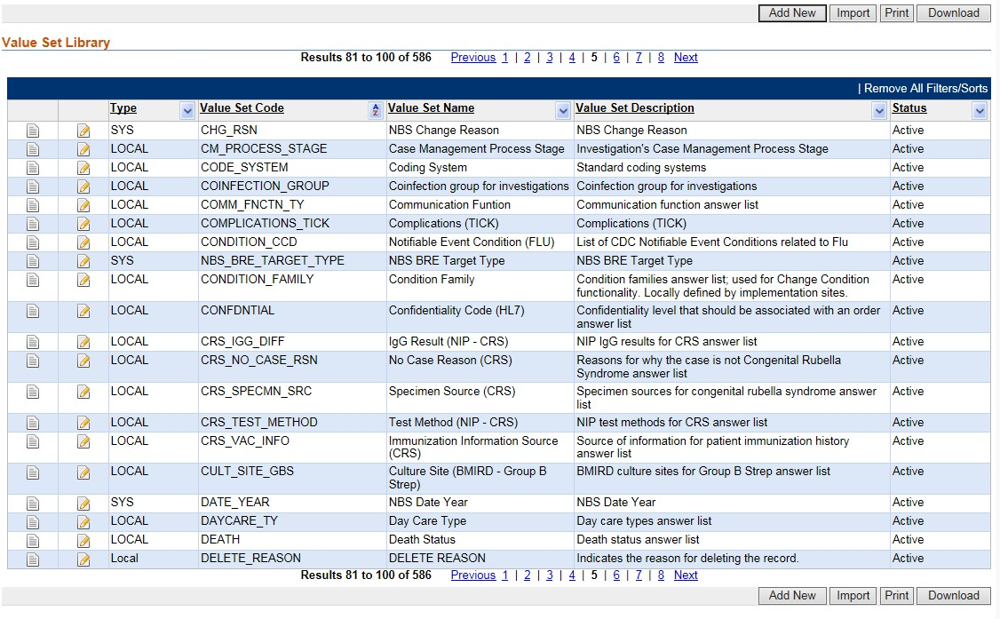 Add New Import Print Download
Value Set Library
Results 81 to 100 of 586 Previous 1 | 2 | 3 | 4 | 5 | 6 | 7 | 8 Next
| Remove All Filters/Sorts
Type Value Set Code Value Set Name Value Set Description Status
SYS CHG_RSN NBS Change Reason NBS Change Reason Active
LOCAL CM_PROCESS_STAGE Case Management Process Stage Investigation's Case Management Process Stage Active
LOCAL CODE_SYSTEM Coding System Standard coding systems Active
LOCAL COINFECTION_GROUP Coinfection group for investigations Coinfection group for investigations Active
LOCAL COMM_FNCTN_TY Communication Funtion Communication function answer list Active
LOCAL COMPLICATIONS_TICK Complications (TICK) Complications (TICK) Active
LOCAL CONDITION_CCD Notifiable Event Condition (FLU) List of CDC Notifiable Event Conditions related to Flu Active
SYS NBS_BRE_TARGET_TYPE NBS BRE Target Type NBS BRE Target Type Active
LOCAL CONDITION_FAMILY Condition Family Condition families answer list; used for Change Condition Active
functionality. Locally defined by implementation sites.
LOCAL CONFDNTIAL Confidentiality Code (HL7) Confidentiality level that should be associated with an order Active
answer list
LOCAL CRS_IGG_DIFF IgG Result (NIP - CRS) NIP IgG results for CRS answer list Active
LOCAL CRS_NO_CASE_RSN No Case Reason (CRS) Reasons for why the case is not Congenital Rubella Active
Syndrome answer list
LOCAL CRS_SPECMN_SRC Specimen Source (CRS) Specimen sources for congenital rubella syndrome answer Active
list
LOCAL CRS_TEST_METHOD Test Method (NIP - CRS) NIP test methods for CRS answer list Active
LOCAL CRS_VAC_INFO Immunization Information Source Source of information for patient immunization history Active
(CRS) answer list
LOCAL CULT_SITE_GBS Culture Site (BMIRD - Group B BMIRD culture sites for Group B Strep answer list Active
Strep)
SYS DATE_YEAR NBS Date Year NBS Date Year Active
LOCAL DAYCARE_TY Day Care Type Day care types answer list Active
LOCAL DEATH Death Status Death status answer list Active
Local DELETE_REASON DELETE REASON Indicates the reason for deleting the record. Active
Results 81 to 100 of 586 Previous 1 | 2 | 3 | 4 | 5 | 6 | 7 | 8 Next
Add New Import Print Download